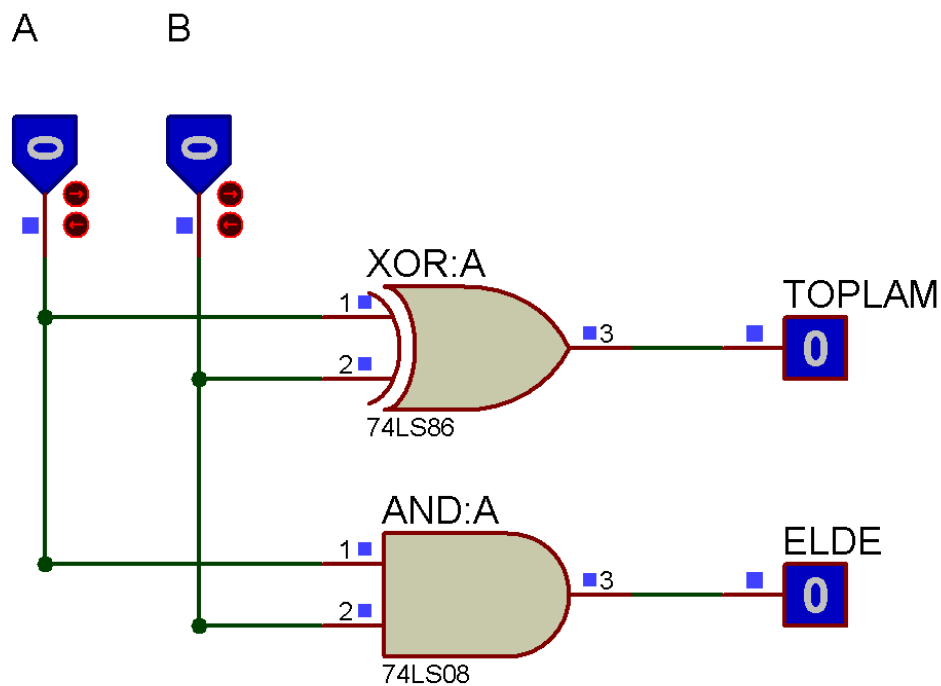 A B
0 0
XOR:A
TOPLAM
1
3
0
2
74LS86
AND:A
ELDE
1
3
0
2
74LS08